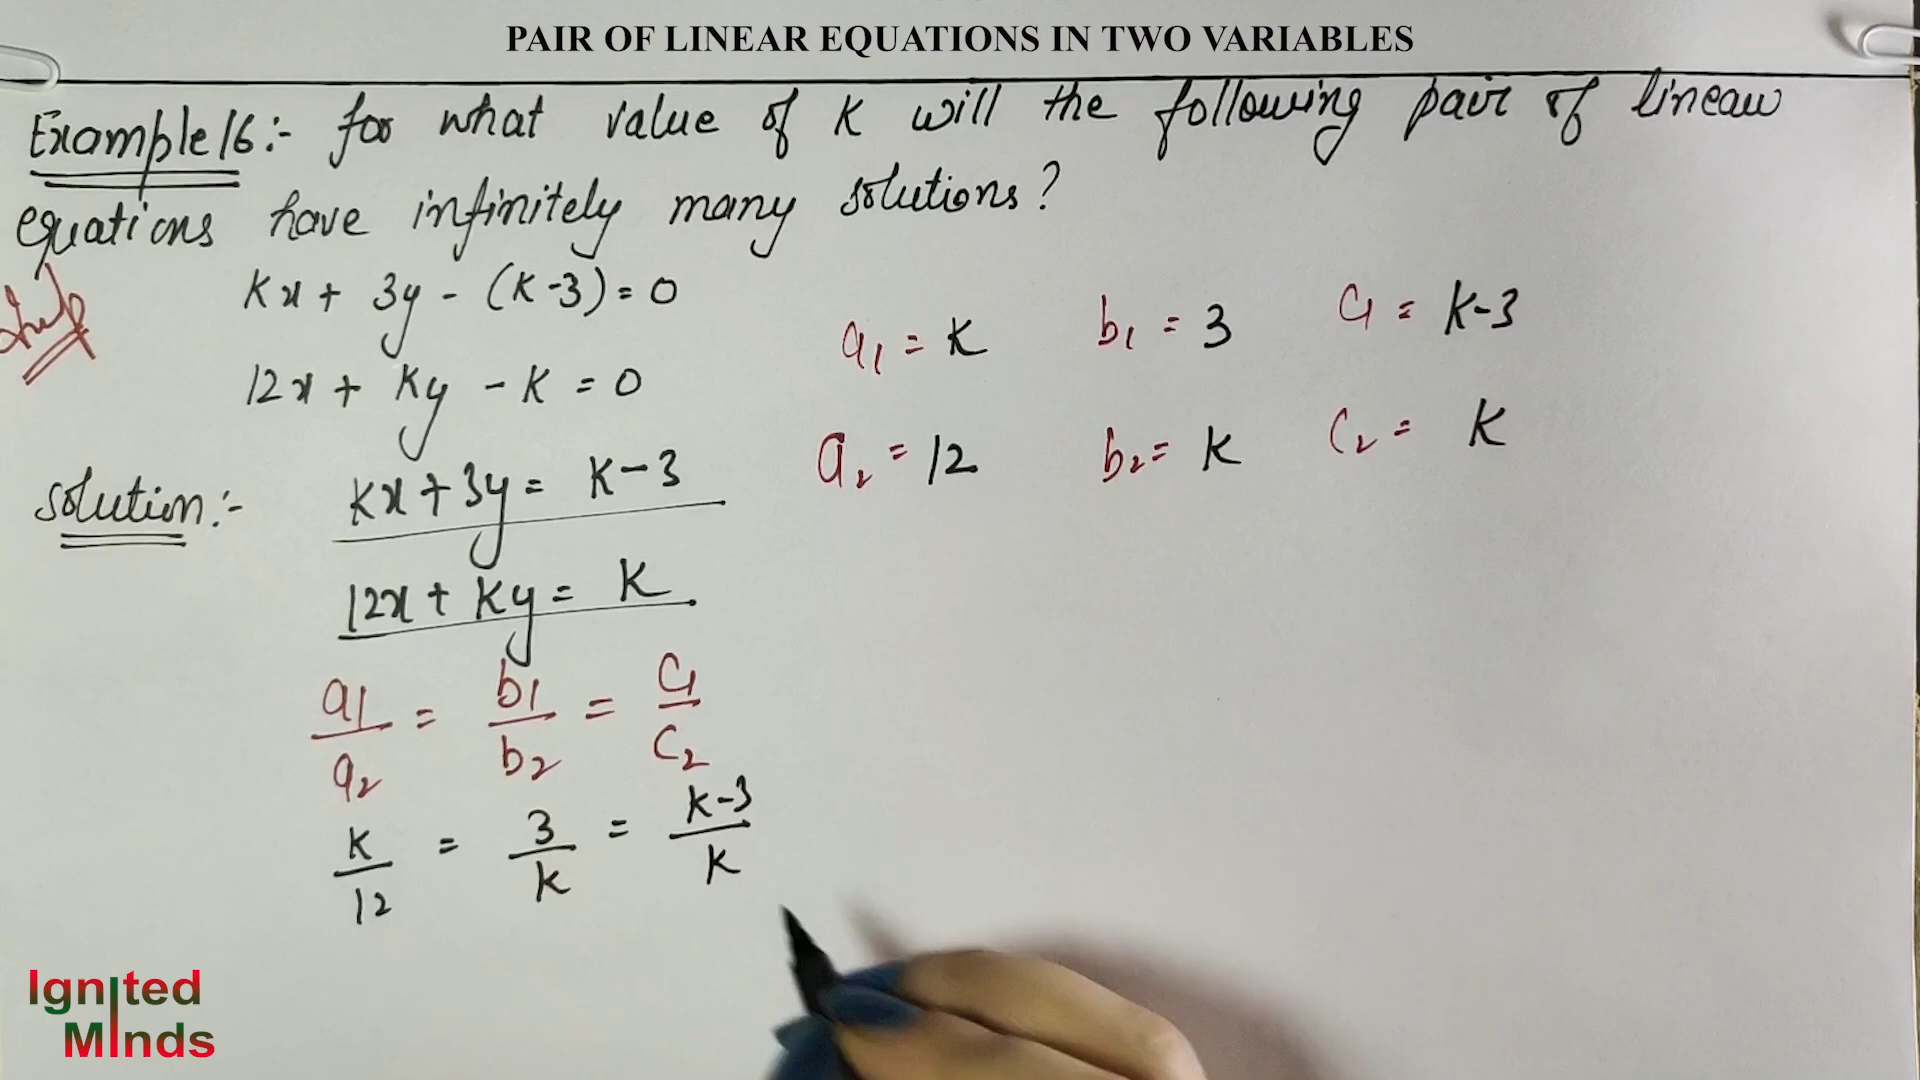 PAIR OF LINEAR EQUATIONS IN TWO VARIABLES
Example 16:- for what value of K will the following pair of linear
equations have infinitely many solutions?
Kx + 3y - (K-3) = 0
12x + Ky - K = 0
a1 = K b1 = 3 C1 = K-3
a2 = 12 b2 = K C2 = K
Solution:- Kx + 3y = K-3
12x + Ky = K
a1/a2 = b1/b2 = C1/C2
K/12 = 3/K = K-3/K
Ignited
Minds